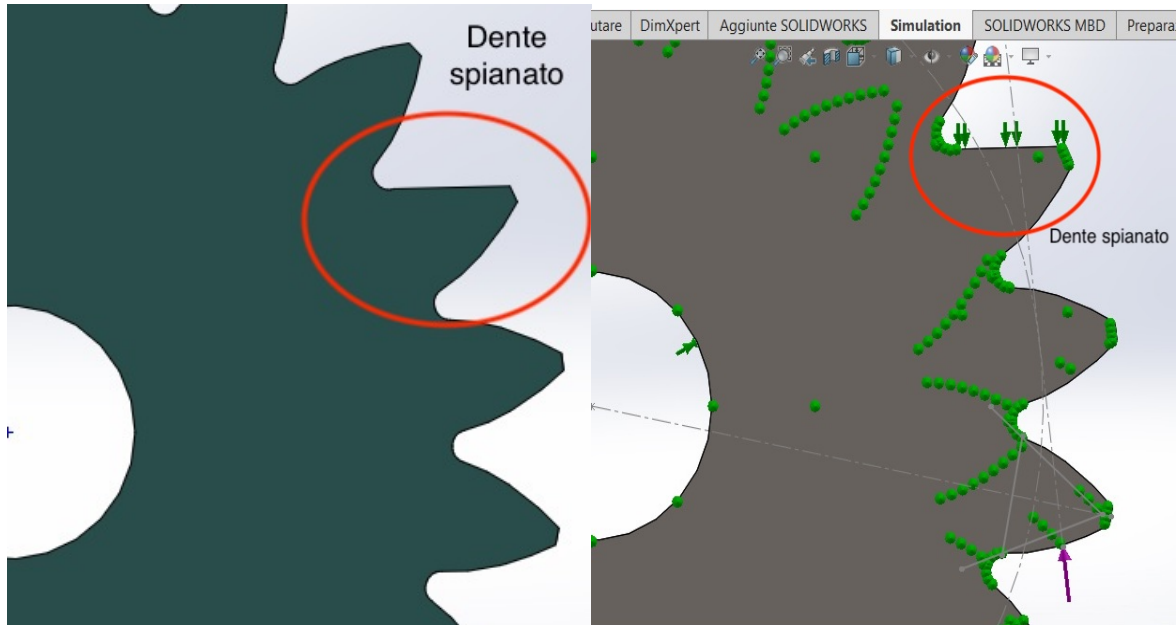 Dente
spianato
utare DimXpert Aggiunte SOLIDWORKS Simulation SOLIDWORKS MBD Prepara
Dente spianato